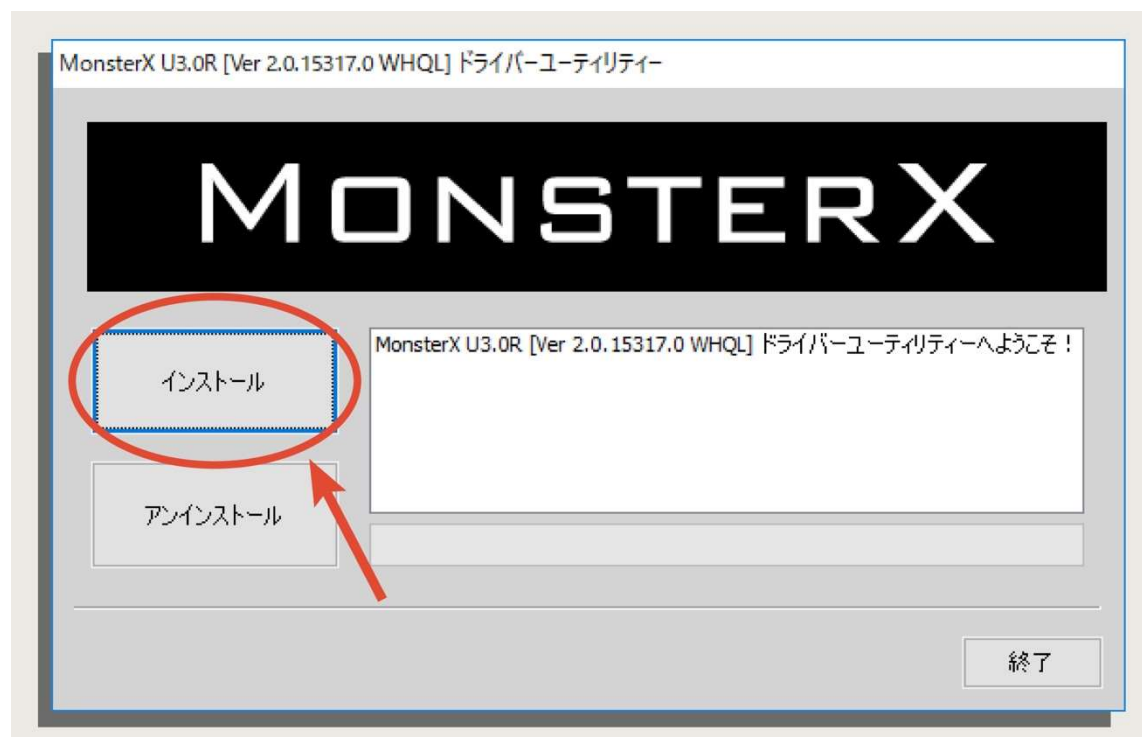 MonsterX U3.0R [Ver 2.0.15317.0 WHQL] ドライバーユーティリティー
MONSTERX
インストール
MonsterX U3.0R [Ver 2.0.15317.0 WHQL] ドライバーユーティリティーへようこそ！
アンインストール
終了